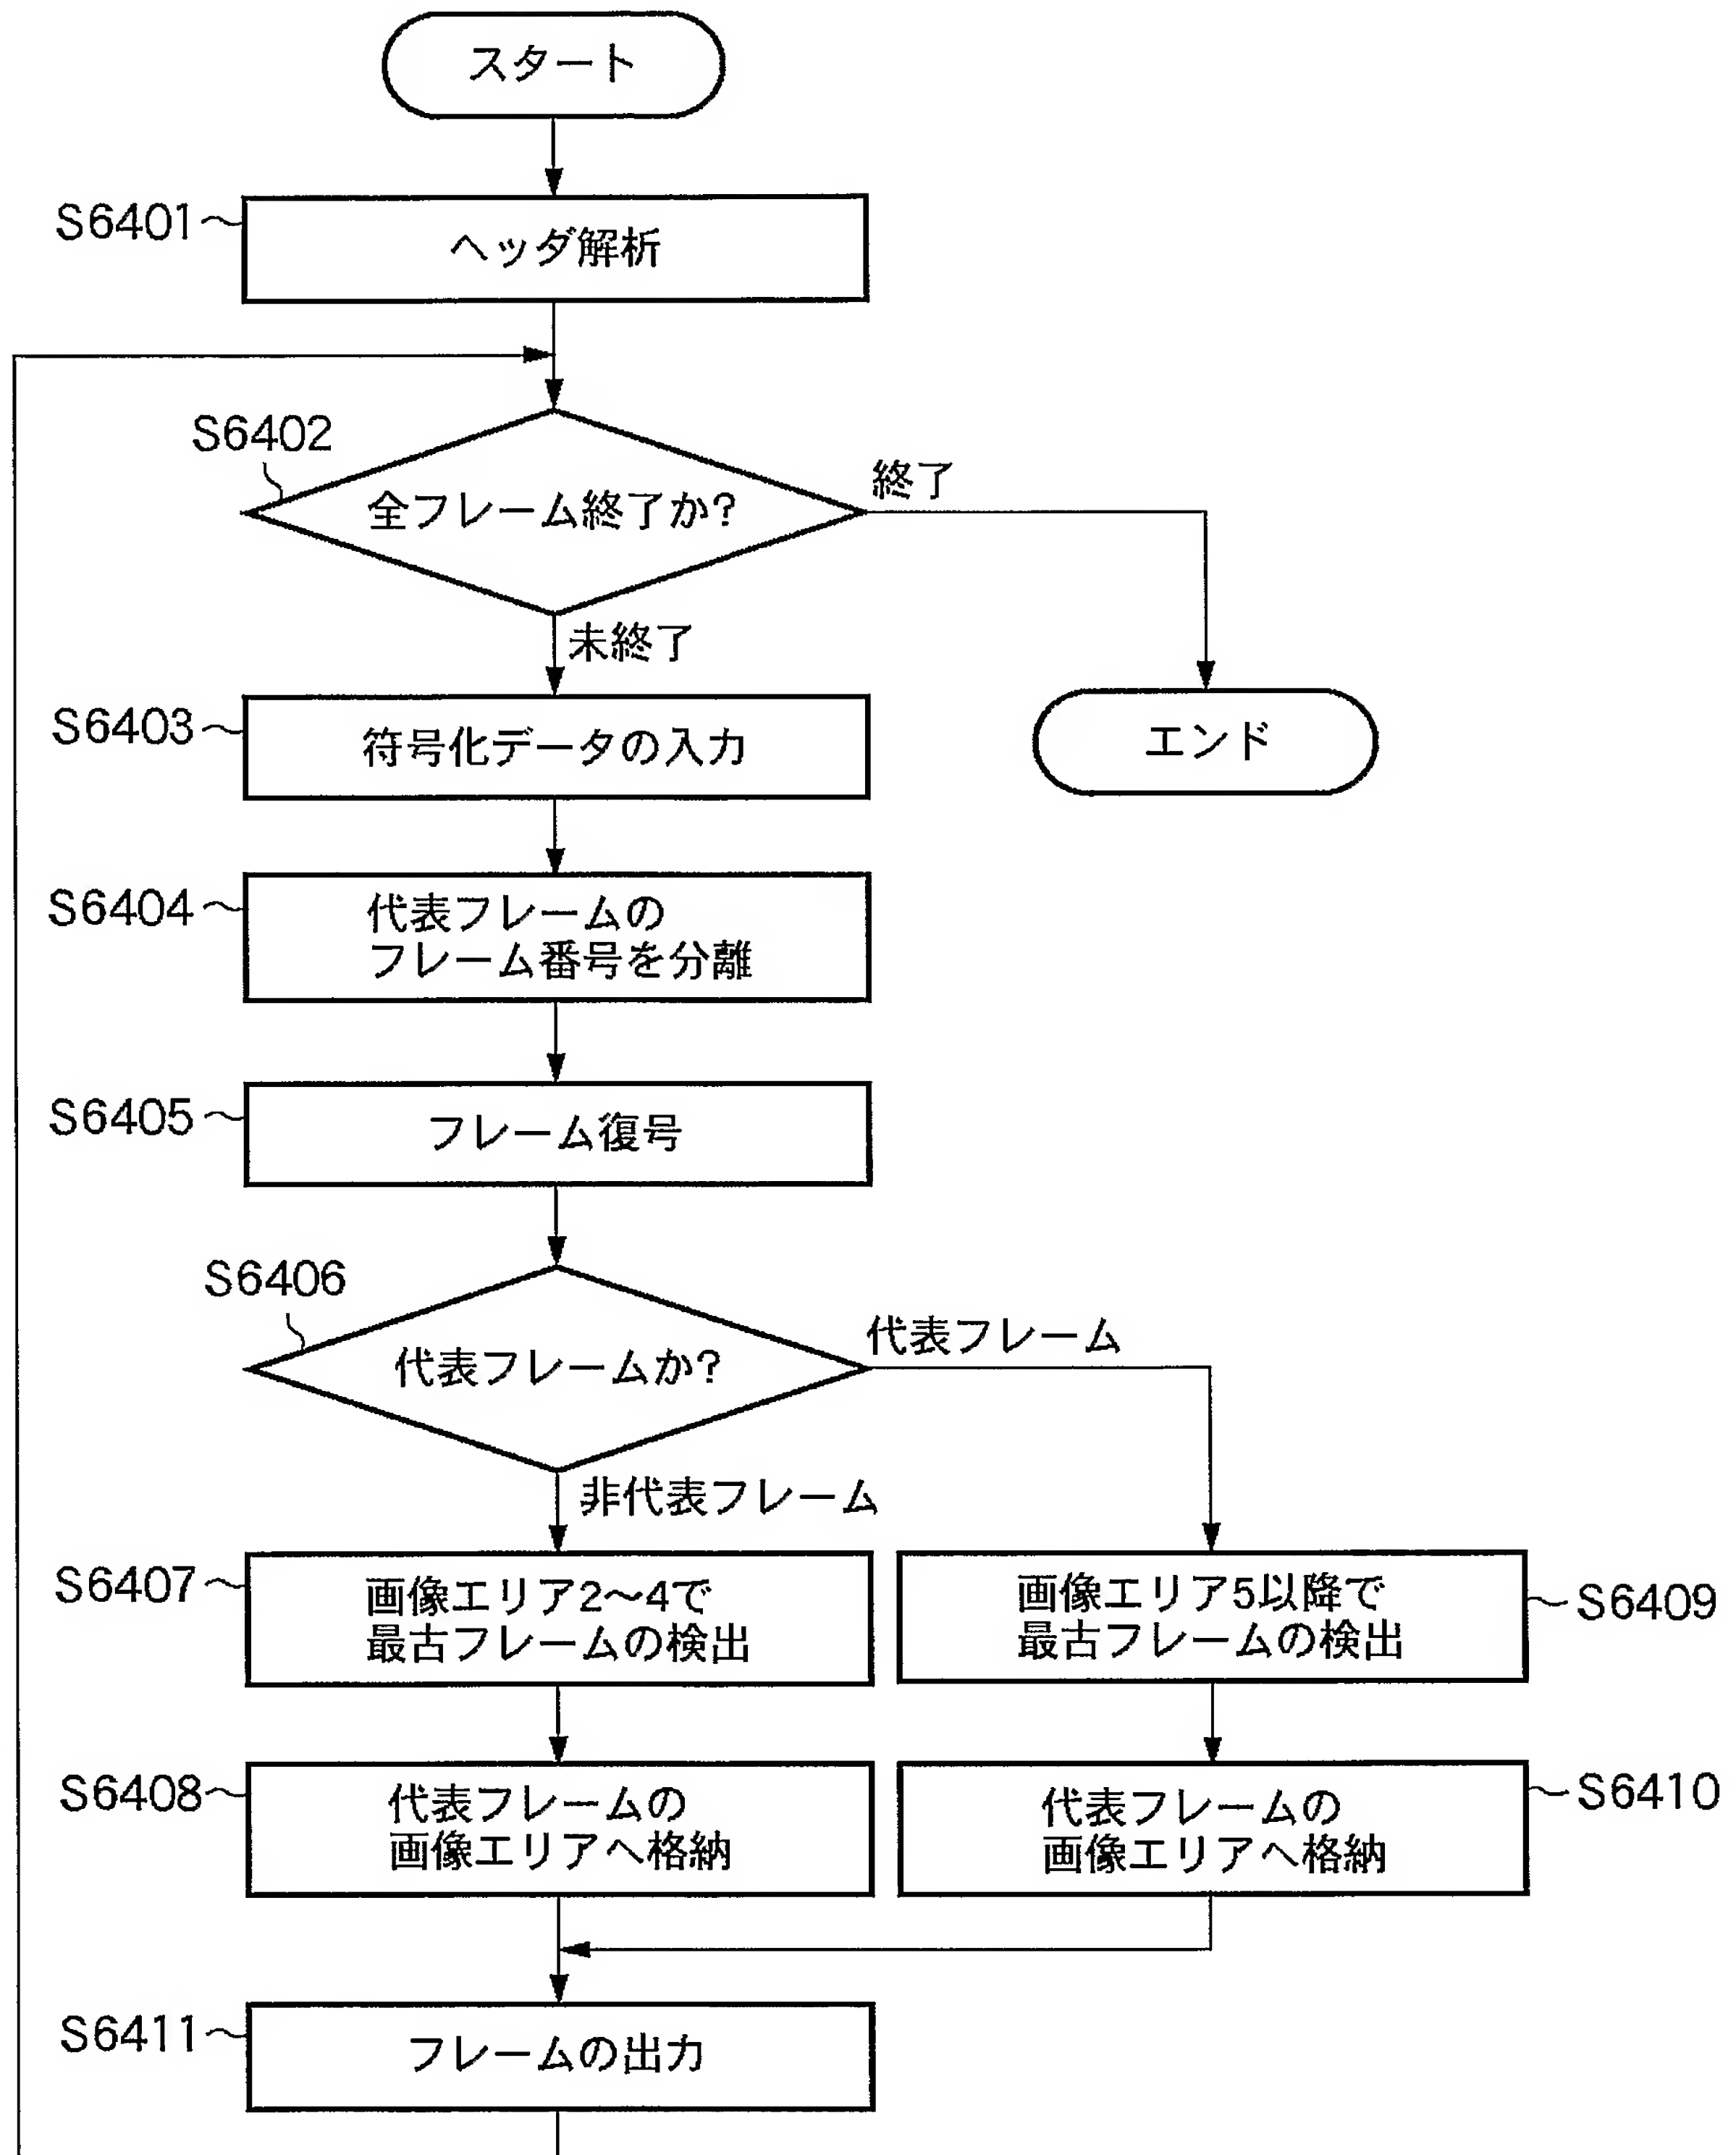 スタート
S6401
ヘッダ解析
S6402
全フレーム終了か?
終了
未終了
S6403
符号化データの入力
エンド
S6404
代表フレームの
フレーム番号を分離
S6405
フレーム復号
S6406
代表フレームか?
代表フレーム
非代表フレーム
S6407
画像エリア2〜4で
最古フレームの検出
画像エリア5以降で
最古フレームの検出
S6409
S6408
代表フレームの
画像エリアへ格納
代表フレームの
画像エリアへ格納
S6410
S6411
フレームの出力